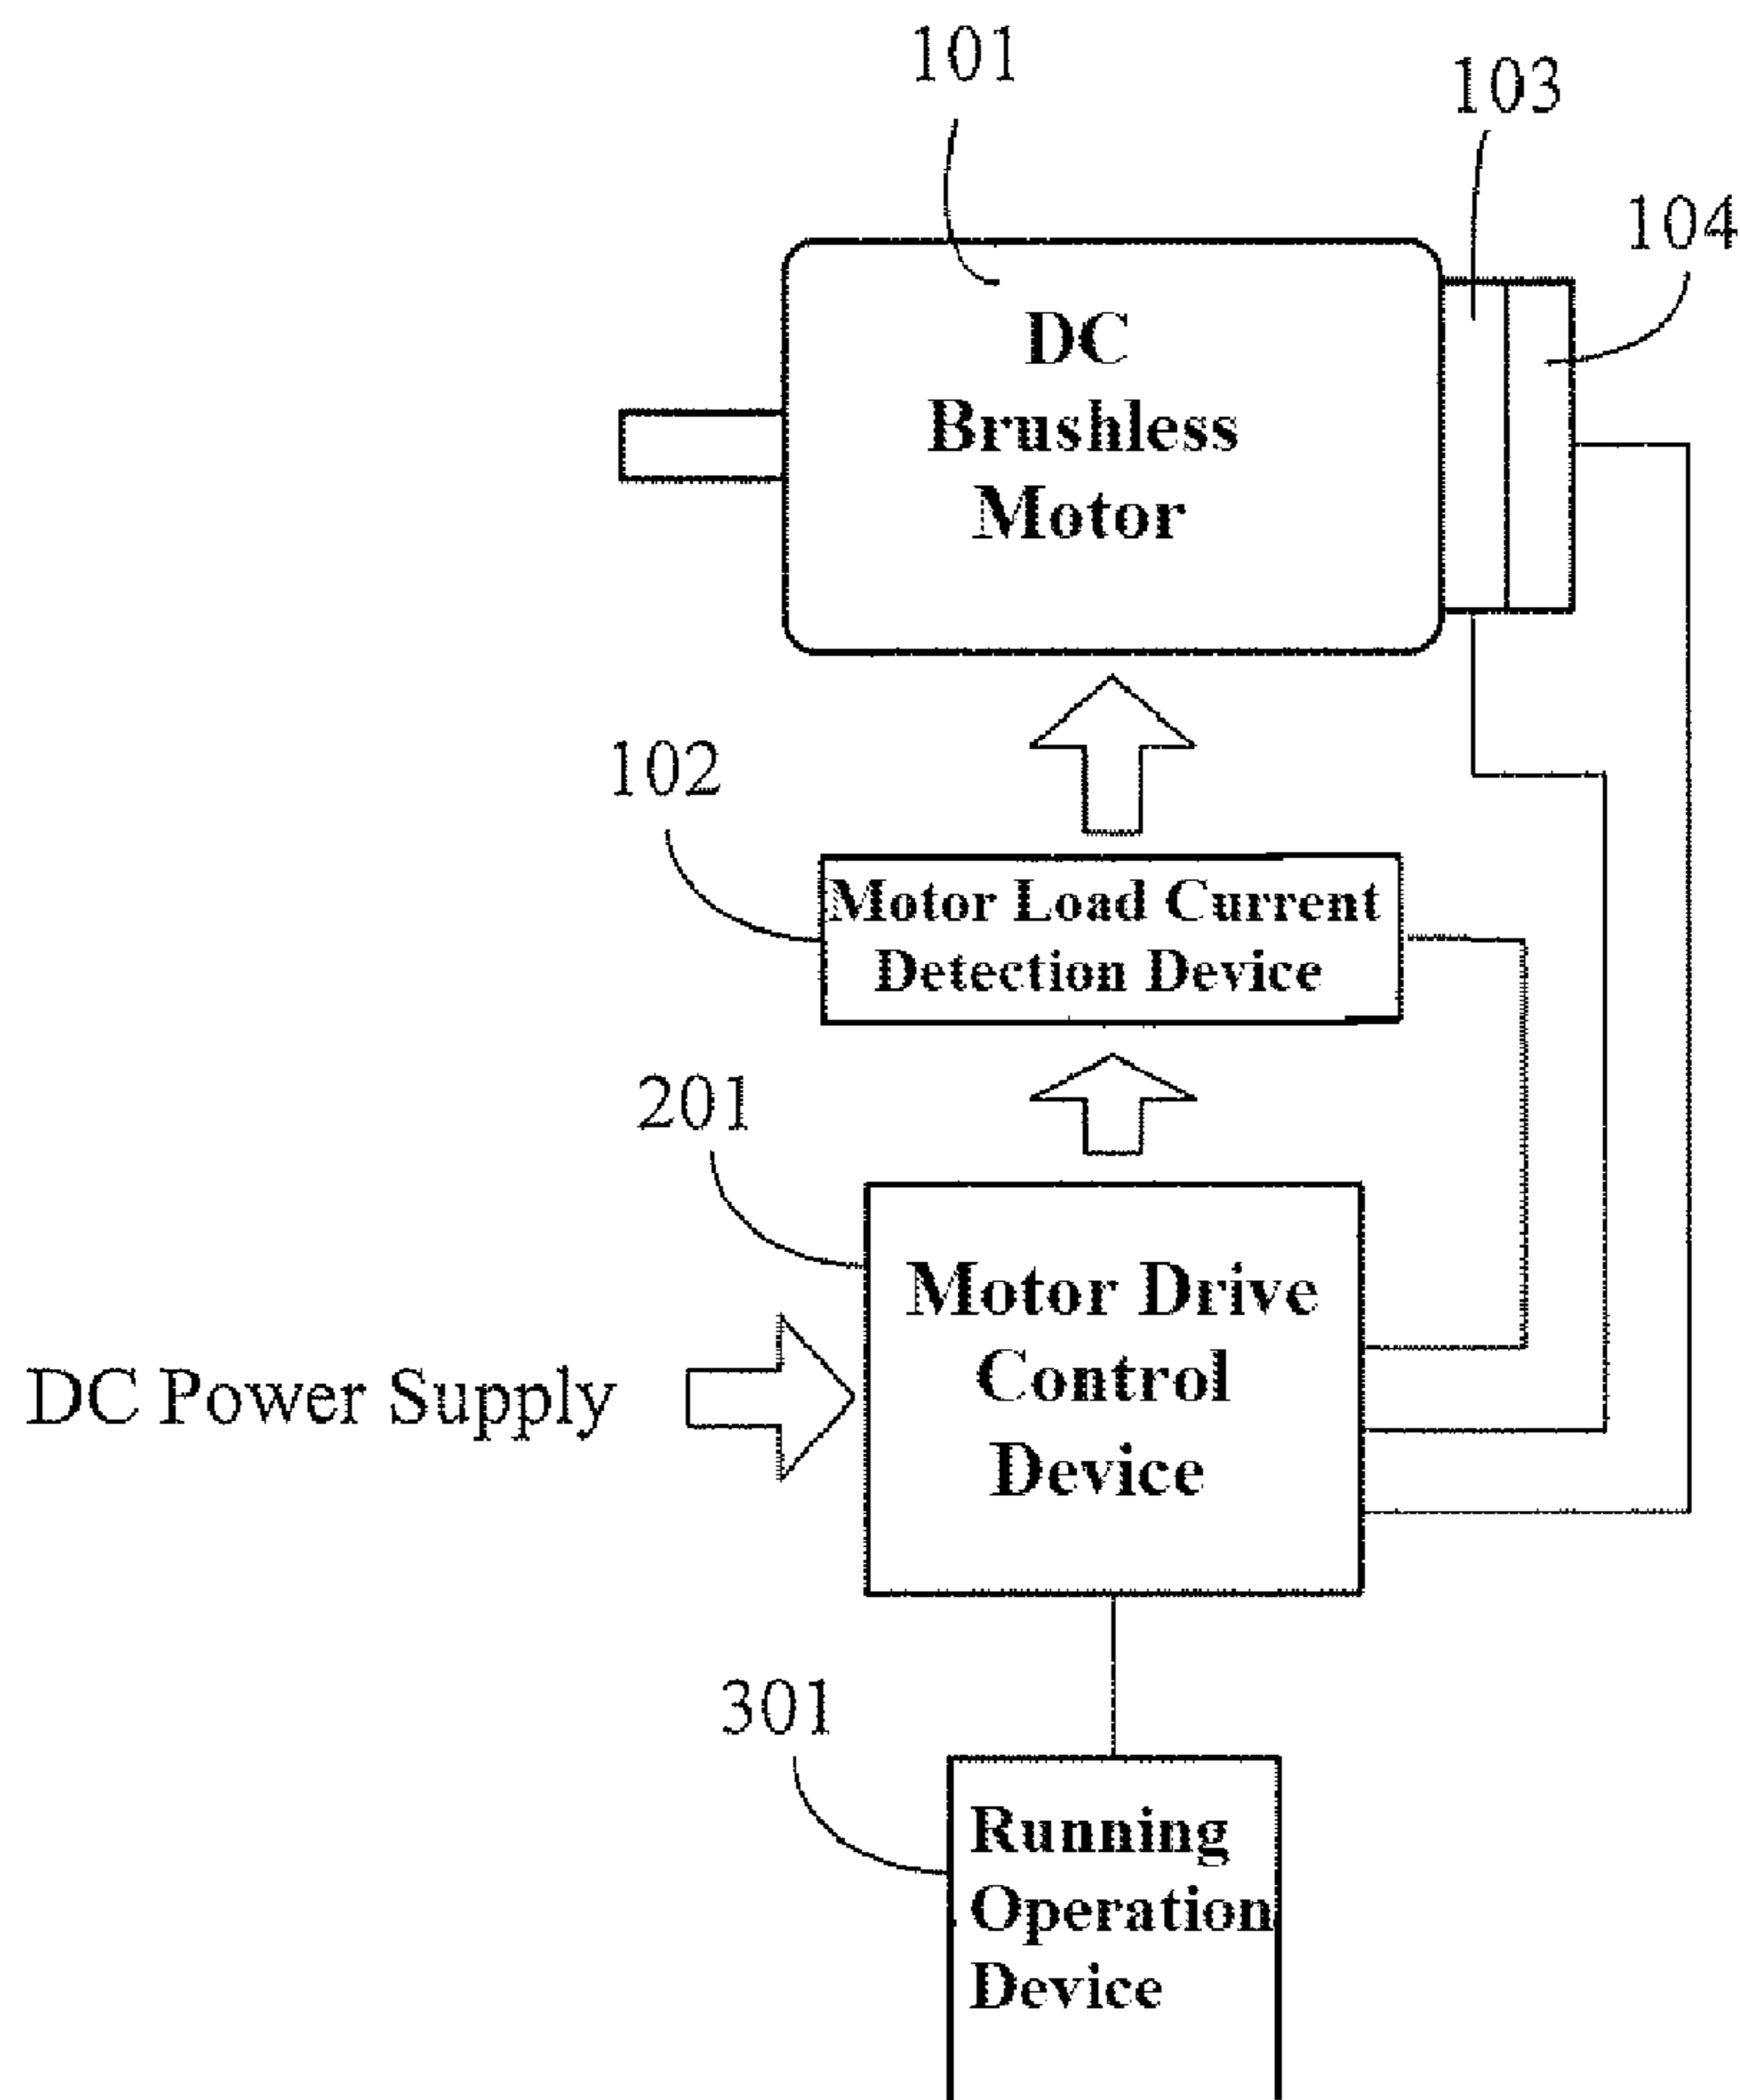 101
103
104
DC
Brushless
Motor
102
Motor Load Current
Detection Device
201
Motor Drive
Control
Device
DC Power Supply
301
Running
Operation
Device